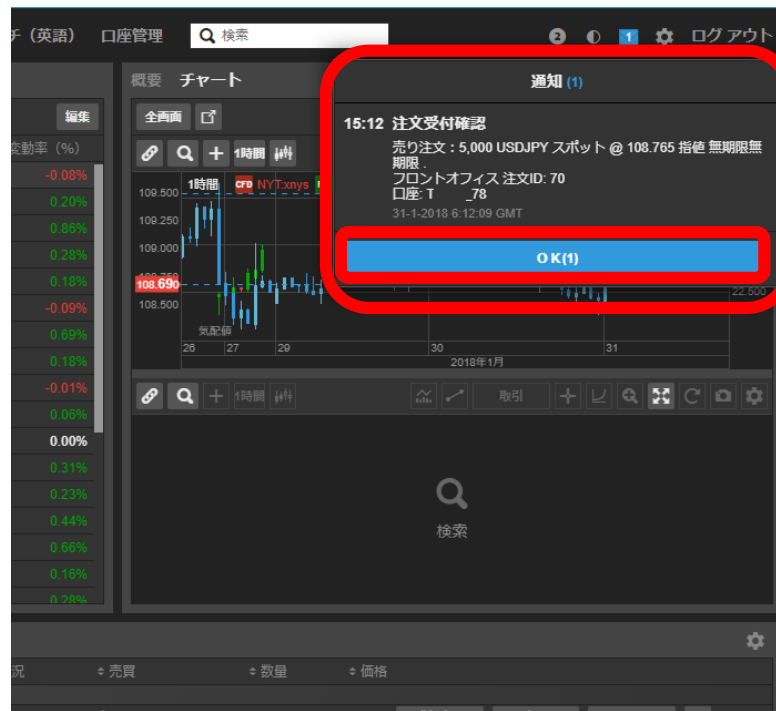 チ（英語） 口座管理 検索 2 1 ログ アウト
概要 チャート
通知 (1)
編集 全画面
15:12 注文受付確認
変動率（%）
売り注文：5,000 USDJPY スポット @ 108.765 指値 無期限無
期限 .
フロントオフィス 注文ID: 70
口座: T _78
31-1-2018 6:12:09 GMT
OK(1)
1時間
-0.08%
0.20%
0.86%
0.28%
0.18%
-0.09%
0.69%
0.18%
-0.01%
0.06%
0.00%
0.31%
0.23%
0.44%
0.66%
0.16%
0.28%
1時間 CFD NYT:xnys
109.500
109.250
109.000
108.690
108.500
22.500
気配値
26 27 29 30 31
2018年1月
1時間 取引
検索
況 売買 数量 価格